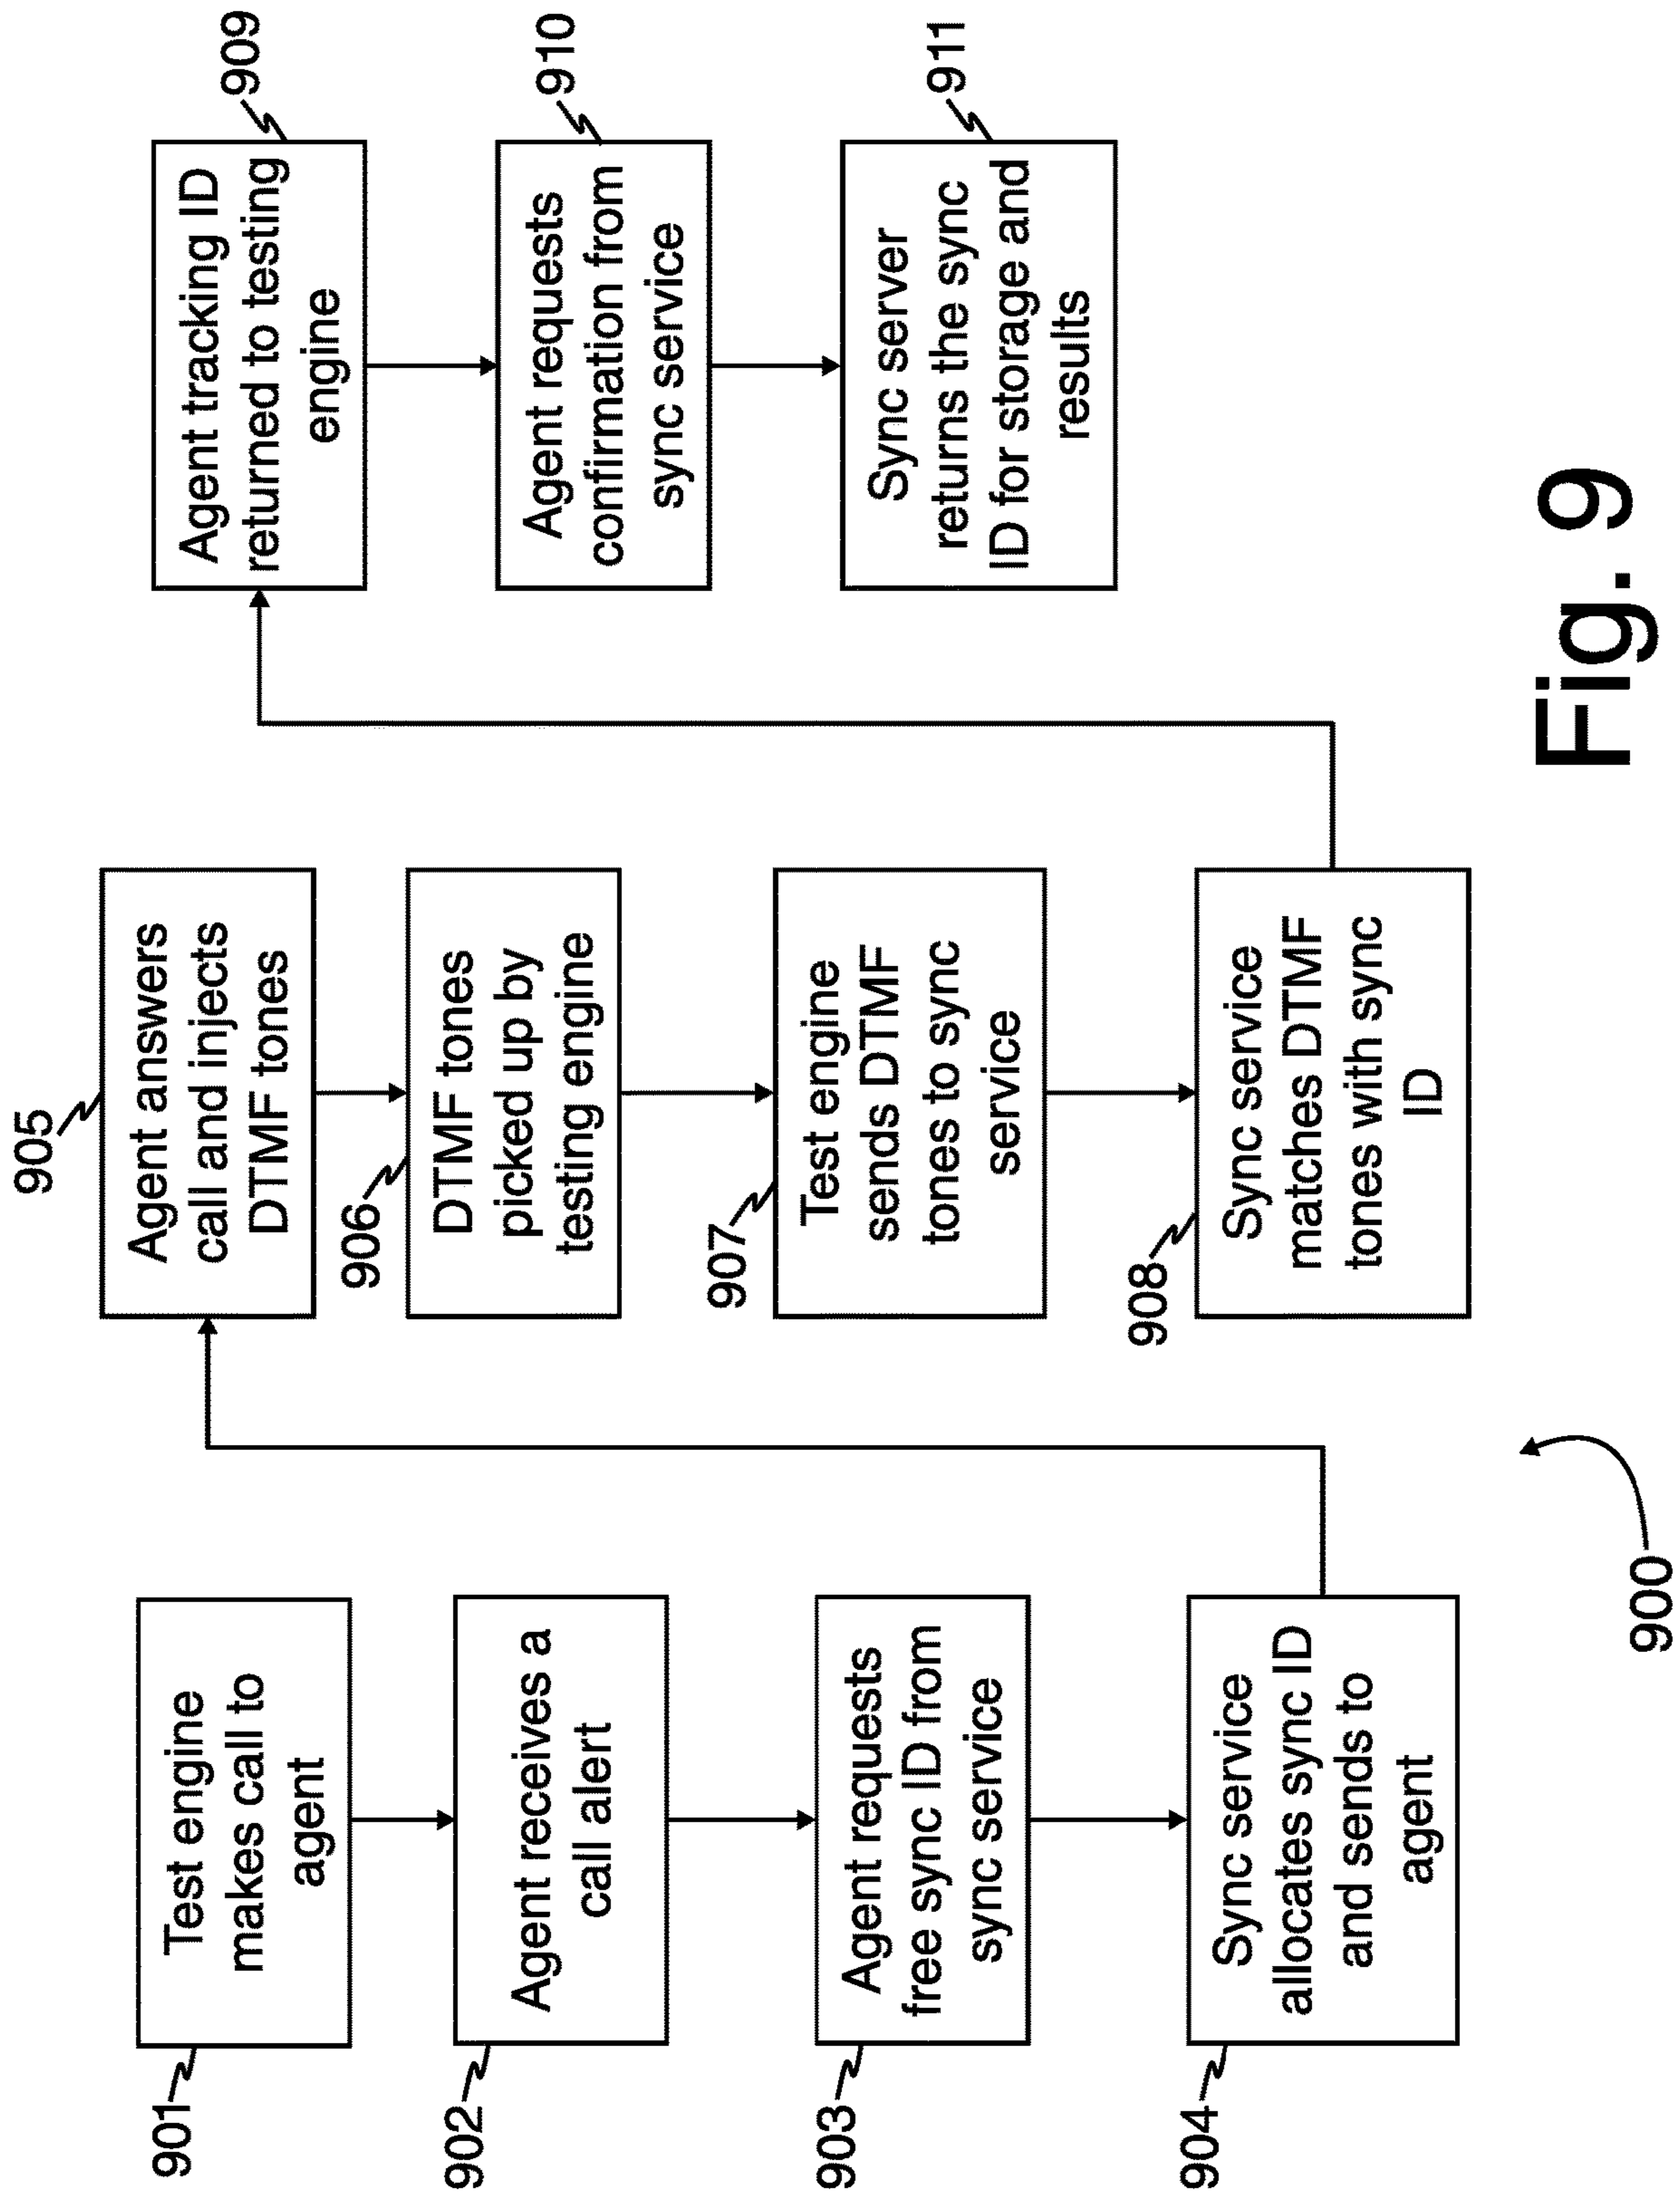 901
Test engine
makes call to
agent
902
Agent receives a
call alert
903
Agent requests
free sync ID from
sync service
904
Sync service
allocates sync ID
and sends to
agent
905
Agent answers
call and injects
DTMF tones
906
DTMF tones
picked up by
testing engine
907
Test engine
sends DTMF
tones to sync
service
908
Sync service
matches DTMF
tones with sync
ID
909
Agent tracking ID
returned to testing
engine
910
Agent requests
confirmation from
sync service
911
Sync server
returns the sync
ID for storage and
results
900
Fig. 9